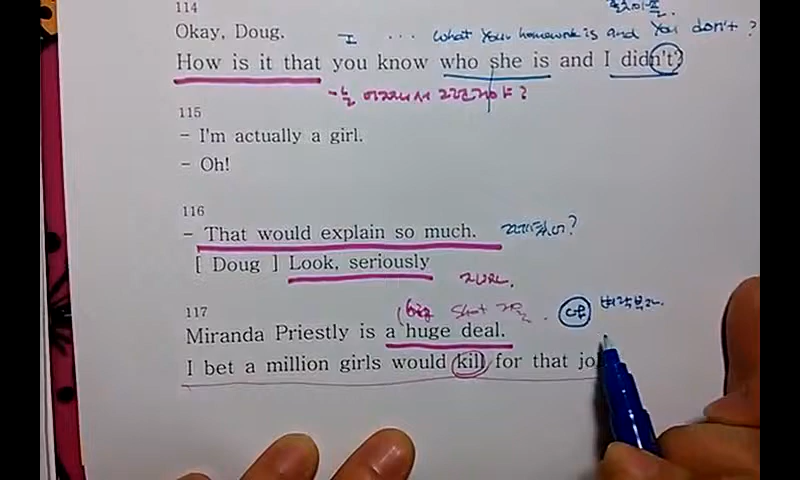 114
Okay, Doug.
I ... what your homework is and you don't?
How is it that you know who she is and I didn't?
115
- I'm actually a girl.
- Oh!
116
- That would explain so much.
[ Doug ] Look, seriously
big shot
117
Miranda Priestly is a huge deal.
I bet a million girls would kill for that jo